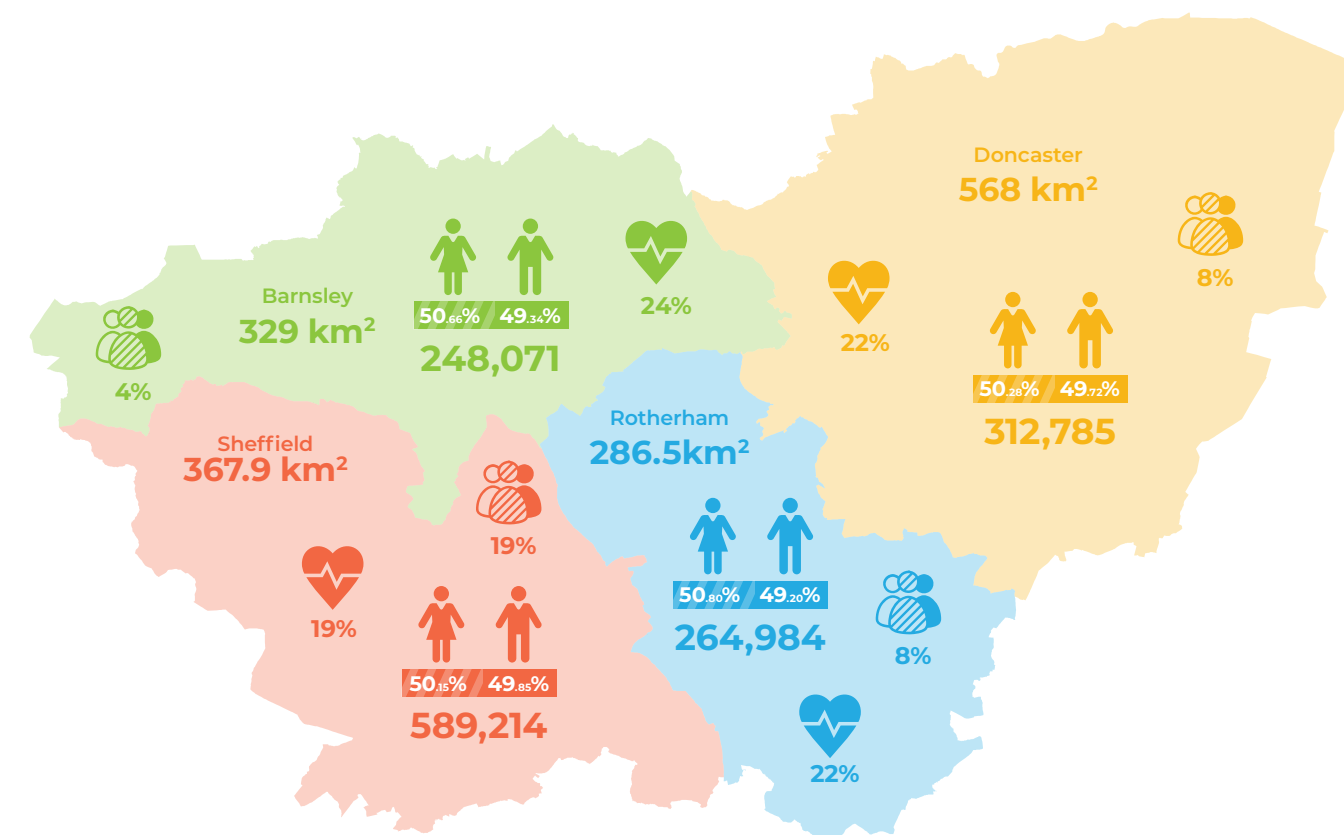 Doncaster
568 km²
8%
22%
50.28% 49.72%
312,785
Barnsley
329 km²
50.66% 49.34%
248,071
24%
4%
Sheffield
367.9 km²
19%
19%
50.15% 49.85%
589,214
Rotherham
286.5km²
50.80% 49.20%
264,984
8%
22%